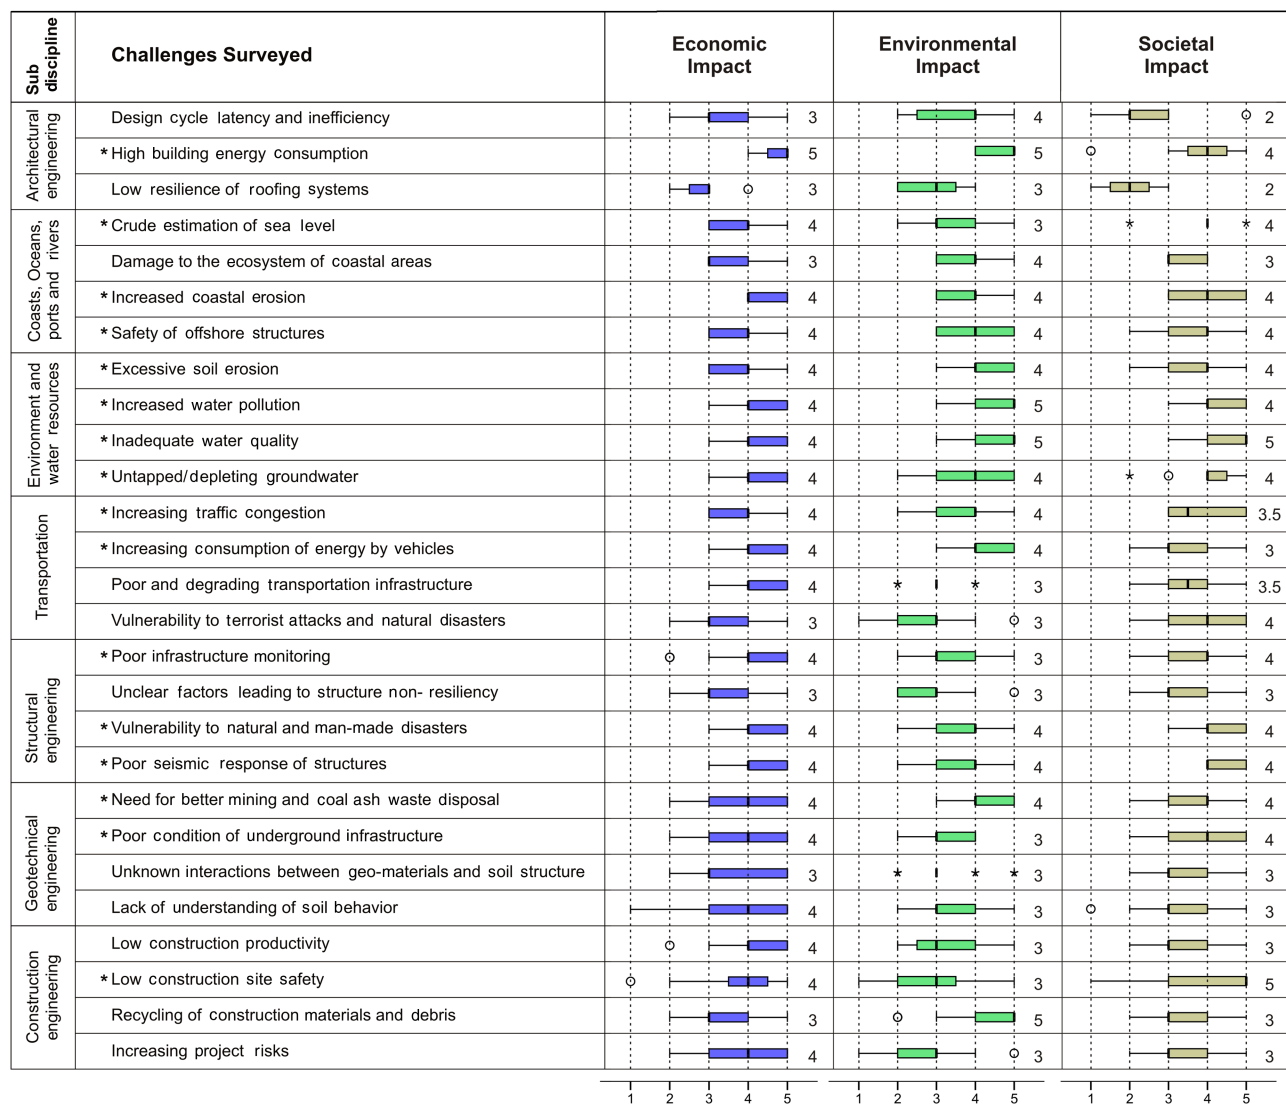 Sub
discipline
Challenges Surveyed
Economic
Impact
Environmental
Impact
Societal
Impact
Architectural
engineering
Design cycle latency and inefficiency 3 4 2
* High building energy consumption 5 5 4
Low resilience of roofing systems 3 3 2
Coasts, Oceans,
ports and rivers
* Crude estimation of sea level 4 3 4
Damage to the ecosystem of coastal areas 3 4 3
* Increased coastal erosion 4 4 4
* Safety of offshore structures 4 4 4
Environment and
water resources
* Excessive soil erosion 4 4 4
* Increased water pollution 4 5 4
* Inadequate water quality 4 5 5
* Untapped/depleting groundwater 4 4 4
Transportation
* Increasing traffic congestion 4 4 3.5
* Increasing consumption of energy by vehicles 4 4 3
Poor and degrading transportation infrastructure 4 3 3.5
Vulnerability to terrorist attacks and natural disasters 3 3 4
Structural
engineering
* Poor infrastructure monitoring 4 3 4
Unclear factors leading to structure non- resiliency 3 3 3
* Vulnerability to natural and man-made disasters 4 4 4
* Poor seismic response of structures 4 4 4
Geotechnical
engineering
* Need for better mining and coal ash waste disposal 4 4 4
* Poor condition of underground infrastructure 4 3 4
Unknown interactions between geo-materials and soil structure 3 3 3
Lack of understanding of soil behavior 4 3 3
Construction
engineering
Low construction productivity 4 3 3
* Low construction site safety 4 3 5
Recycling of construction materials and debris 3 5 3
Increasing project risks 4 3 3
1 2 3 4 5 1 2 3 4 5 1 2 3 4 5